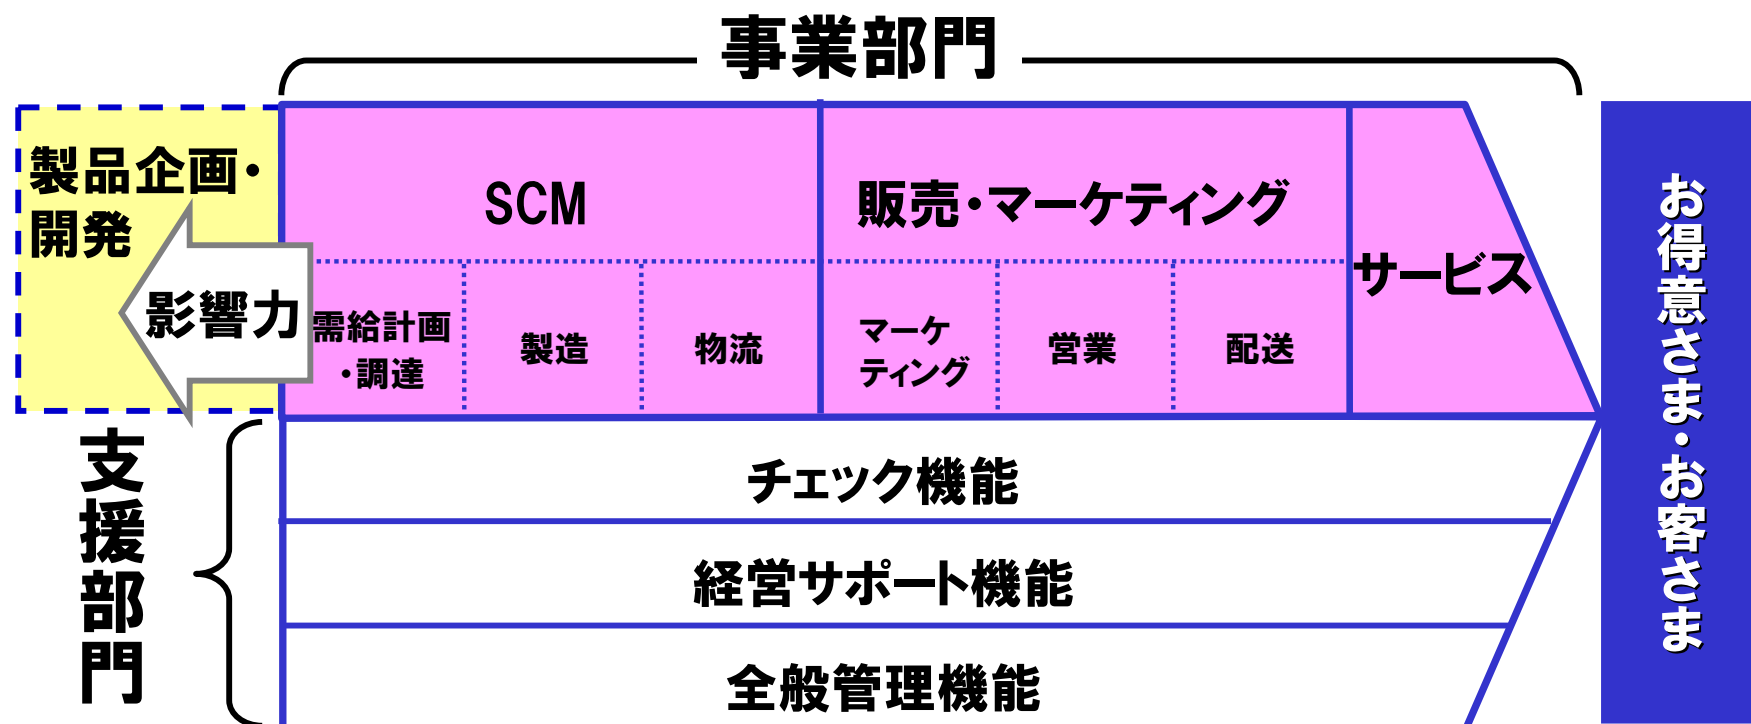 事業部門
製品企画・
開発
影響力
SCM
販売・マーケティング
サービス
需給計画
・調達
製造
物流
マーケ
ティング
営業
配送
お得意さま・お客さま
支援部門
チェック機能
経営サポート機能
全般管理機能